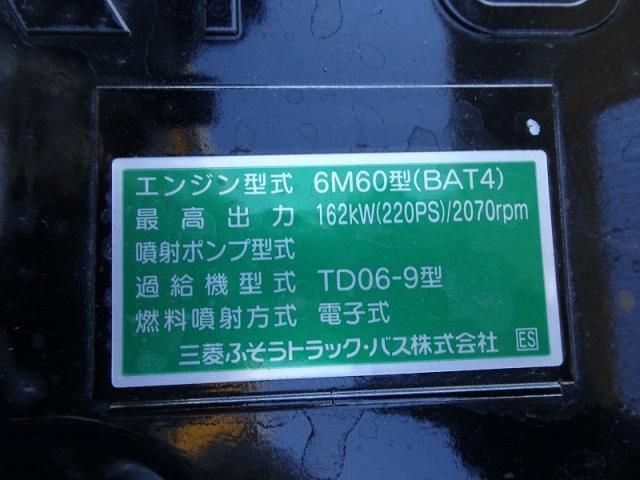 エンジン型式 6M60型(BAT4)
最高出力 162kW(220PS)/2070rpm
噴射ポンプ型式
過給機型式 TD06-9型
燃料噴射方式 電子式
三菱ふそうトラック・バス株式会社 ES